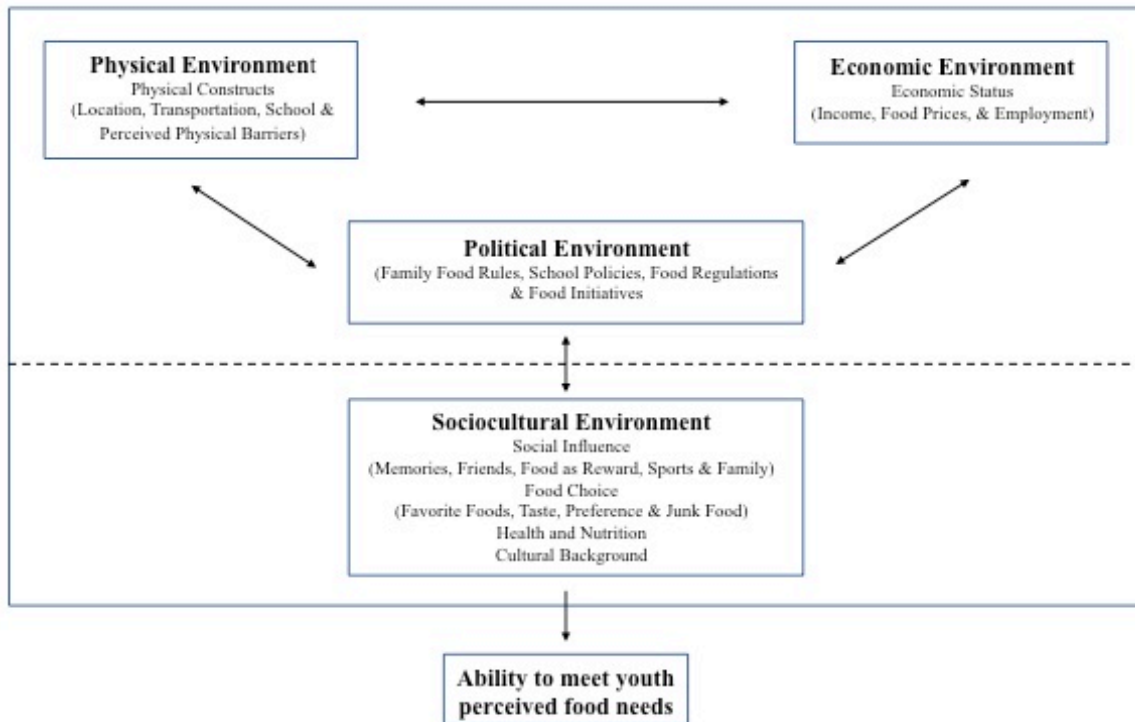 Physical Environment
Physical Constructs
(Location, Transportation, School &
Perceived Physical Barriers)
Economic Environment
Economic Status
(Income, Food Prices, & Employment)
Political Environment
(Family Food Rules, School Policies, Food Regulations
& Food Initiatives
Sociocultural Environment
Social Influence
(Memories, Friends, Food as Reward, Sports & Family)
Food Choice
(Favorite Foods, Taste, Preference & Junk Food)
Health and Nutrition
Cultural Background
Ability to meet youth
perceived food needs